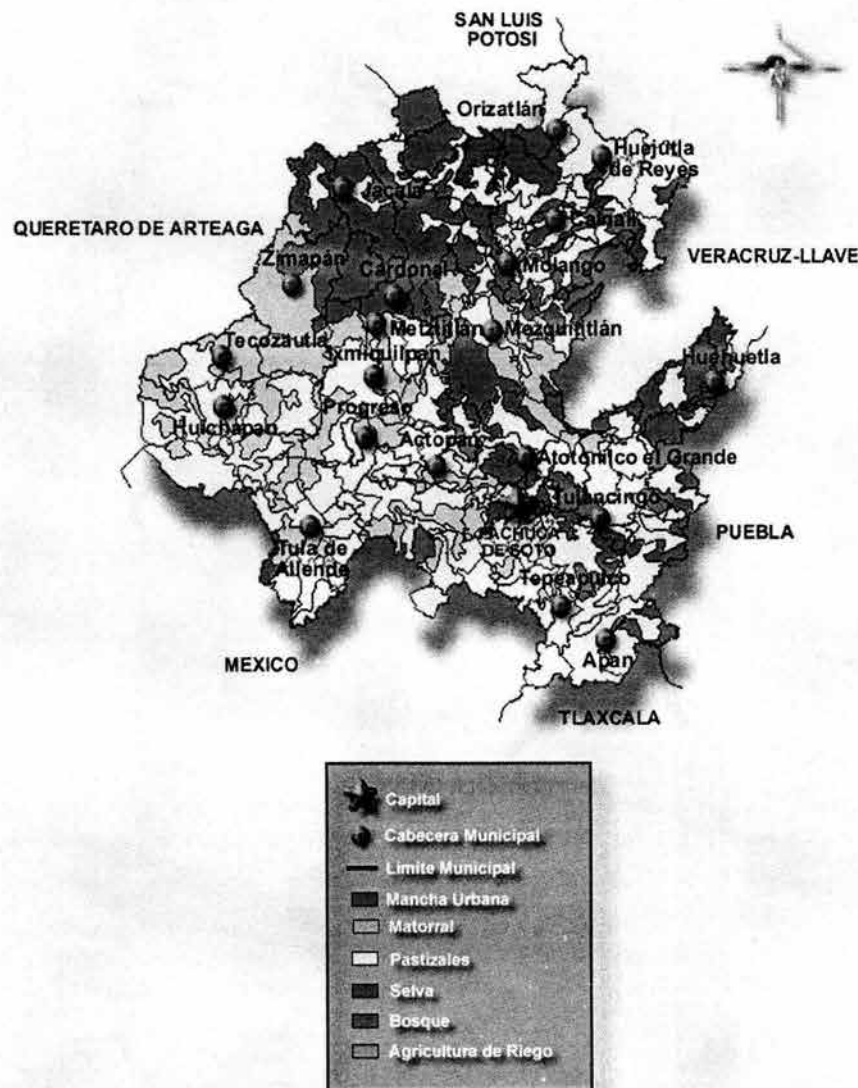 SAN LUIS
POTOSI
Orizatlán
Huejutla
de Reyes
Jacala
QUERETARO DE ARTEAGA
Calnali
VERACRUZ-LLAVE
Zimapán
Cardonal
Molango
Metztitlán
Mezquititlán
Tecozautla
Ixmiquilpan
Huehuetla
Progreso
Huichapan
Actopan
Atotonilco el Grande
Tulancingo
PUEBLA
PACHUCA
DE SOTO
Tula de
Allende
Tepeapulco
MEXICO
Apan
TLAXCALA
Capital
Cabecera Municipal
Limite Municipal
Mancha Urbana
Matorral
Pastizales
Selva
Bosque
Agricultura de Riego